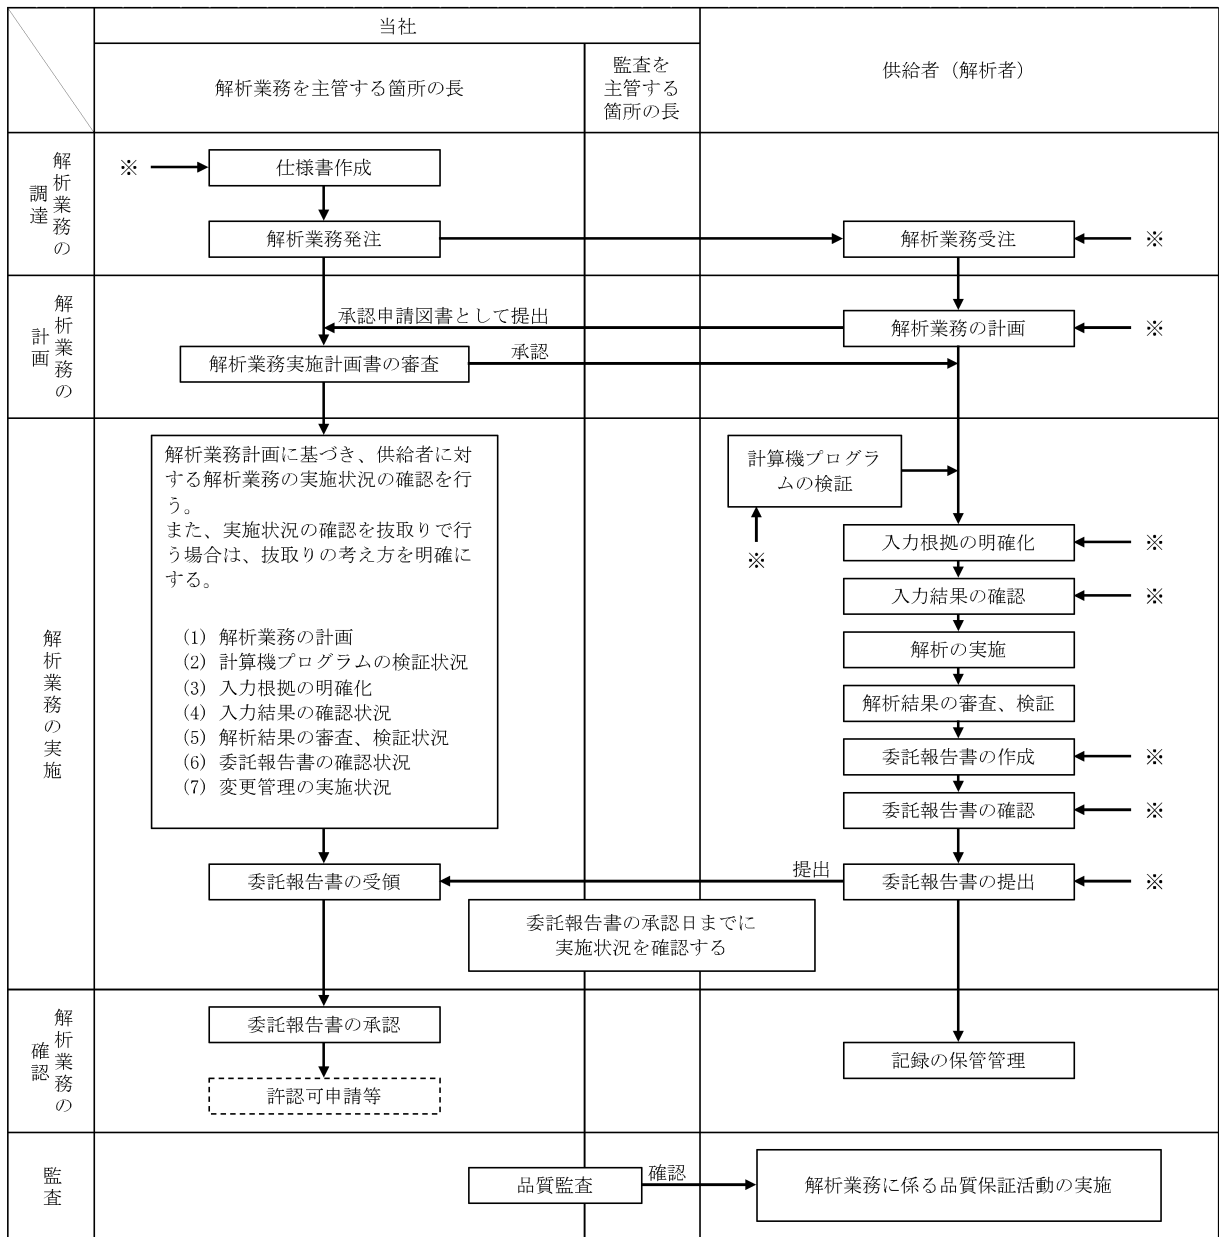 当社
解析業務を主管する箇所の長
監査を
主管する
箇所の長
供給者（解析者）
解析業務の
調達
※
仕様書作成
解析業務発注
解析業務受注
※
解析業務の
計画
承認申請図書として提出
解析業務の計画
※
解析業務実施計画書の審査
承認
解析業務の実施
解析業務計画に基づき、供給者に対
する解析業務の実施状況の確認を行
う。
また、実施状況の確認を抜取りで行
う場合は、抜取りの考え方を明確に
する。
(1) 解析業務の計画
(2) 計算機プログラムの検証状況
(3) 入力根拠の明確化
(4) 入力結果の確認状況
(5) 解析結果の審査、検証状況
(6) 委託報告書の確認状況
(7) 変更管理の実施状況
計算機プログラ
ムの検証
※
入力根拠の明確化
※
入力結果の確認
※
解析の実施
解析結果の審査、検証
委託報告書の作成
※
委託報告書の確認
※
委託報告書の受領
提出
委託報告書の提出
※
委託報告書の承認日までに
実施状況を確認する
解析業務の
確認
委託報告書の承認
記録の保管管理
許認可申請等
監査
品質監査
確認
解析業務に係る品質保証活動の実施